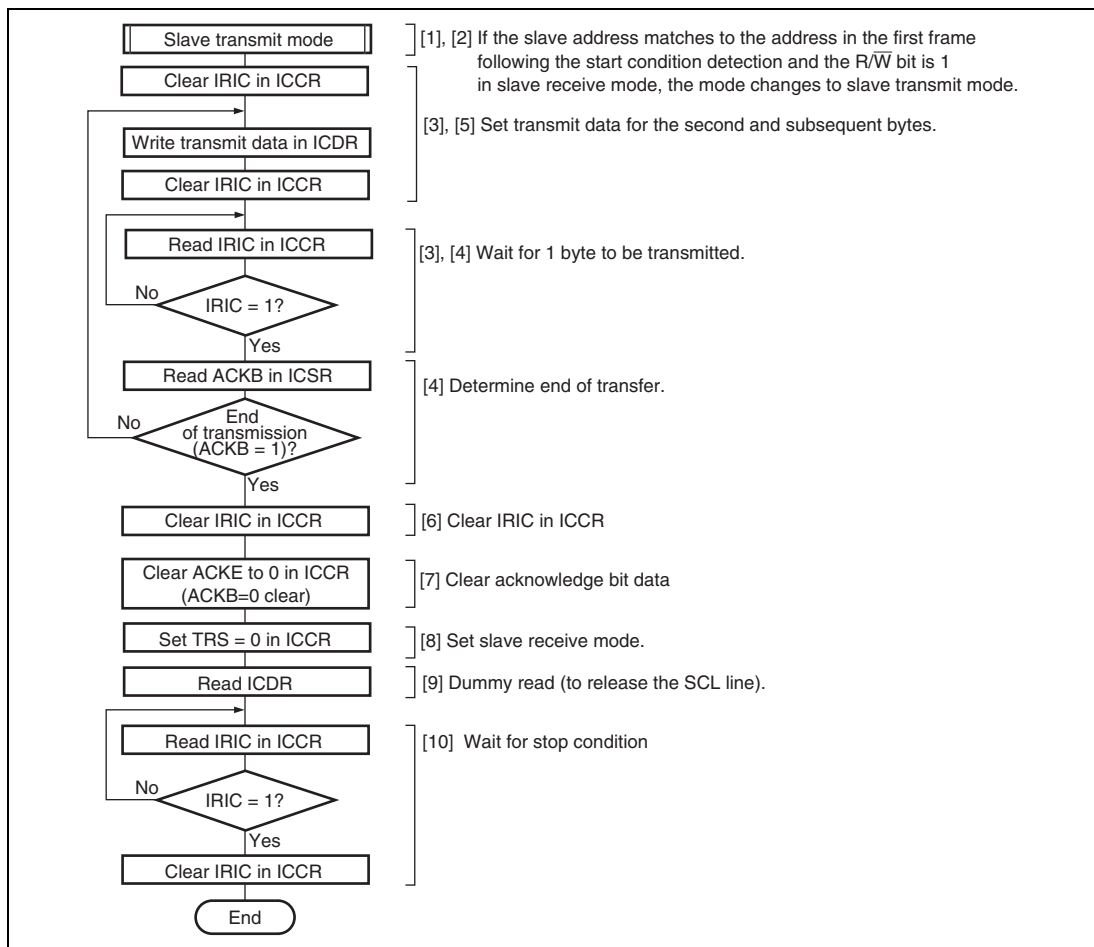 Slave transmit mode
[1], [2] If the slave address matches to the address in the first frame
following the start condition detection and the R/W̅ bit is 1
in slave receive mode, the mode changes to slave transmit mode.
Clear IRIC in ICCR
[3], [5] Set transmit data for the second and subsequent bytes.
Write transmit data in ICDR
Clear IRIC in ICCR
Read IRIC in ICCR
[3], [4] Wait for 1 byte to be transmitted.
No
IRIC = 1?
Yes
Read ACKB in ICSR
[4] Determine end of transfer.
No
End
of transmission
(ACKB = 1)?
Yes
Clear IRIC in ICCR
[6] Clear IRIC in ICCR
Clear ACKE to 0 in ICCR
(ACKB=0 clear)
[7] Clear acknowledge bit data
Set TRS = 0 in ICCR
[8] Set slave receive mode.
Read ICDR
[9] Dummy read (to release the SCL line).
Read IRIC in ICCR
[10] Wait for stop condition
No
IRIC = 1?
Yes
Clear IRIC in ICCR
End